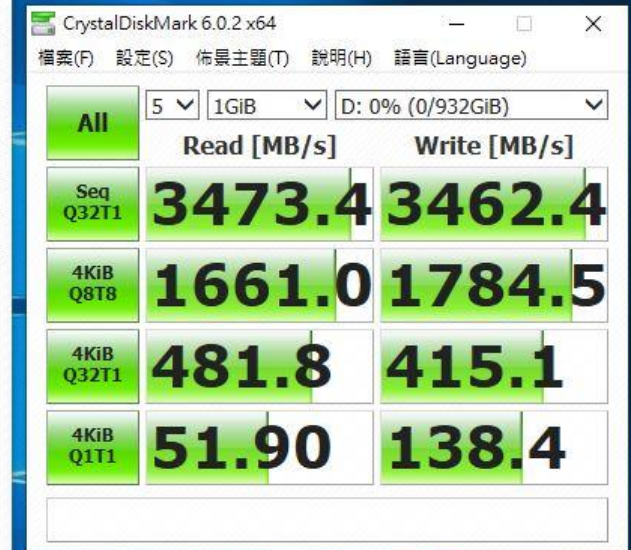 CrystalDiskMark 6.0.2 x64
檔案(F) 設定(S) 佈景主題(T) 說明(H) 語言(Language)
All 5 1GiB D: 0% (0/932GiB)
Read [MB/s] Write [MB/s]
Seq
Q32T1 3473.4 3462.4
4KiB
Q8T8 1661.0 1784.5
4KiB
Q32T1 481.8 415.1
4KiB
Q1T1 51.90 138.4